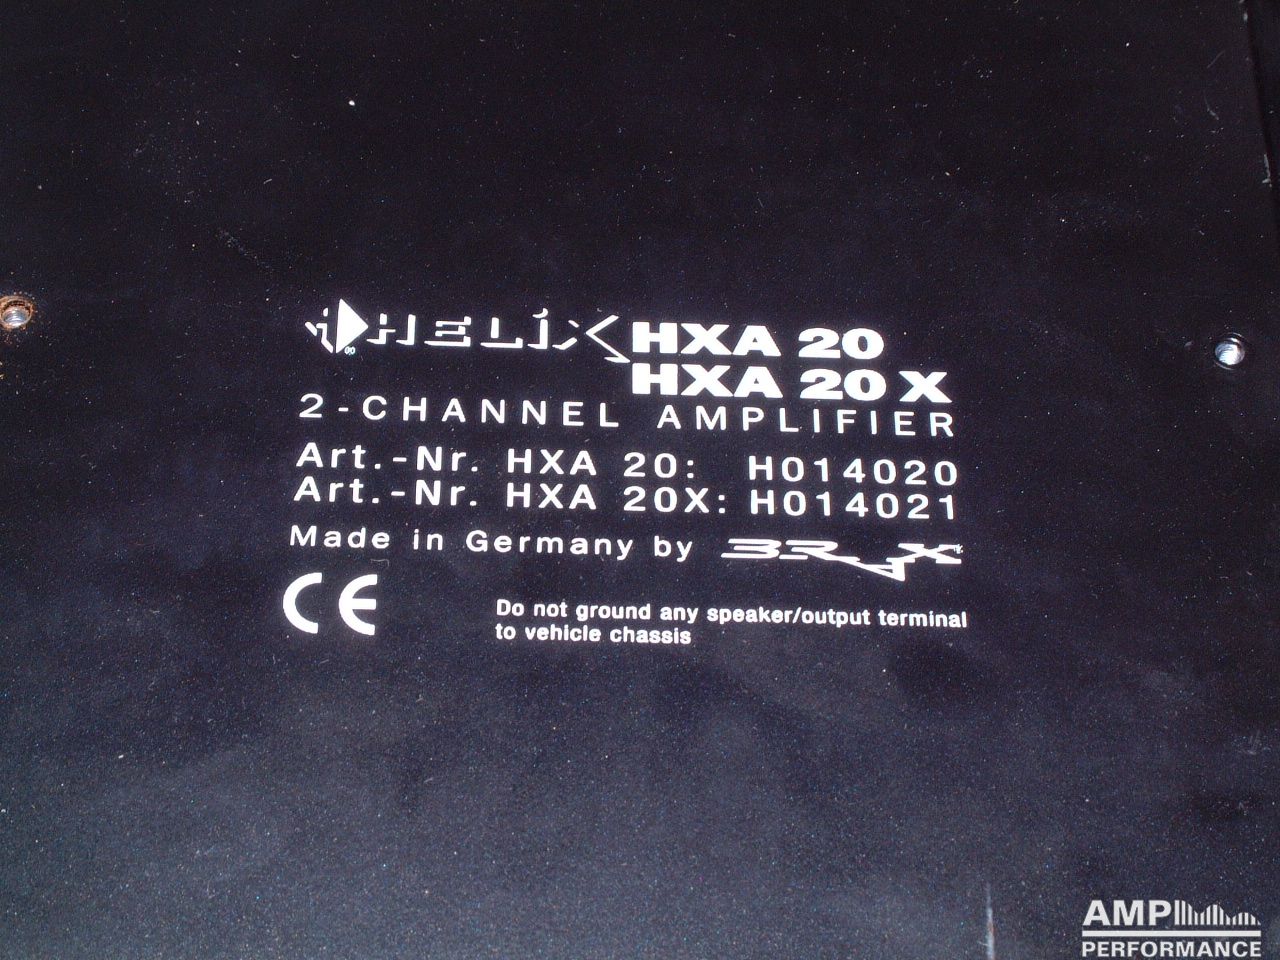 HELIX HXA 20
HXA 20 X
2-CHANNEL AMPLIFIER
Art.-Nr. HXA 20: H014020
Art.-Nr. HXA 20X: H014021
Made in Germany by BRAX
CE
Do not ground any speaker/output terminal
to vehicle chassis
AMP
PERFORMANCE